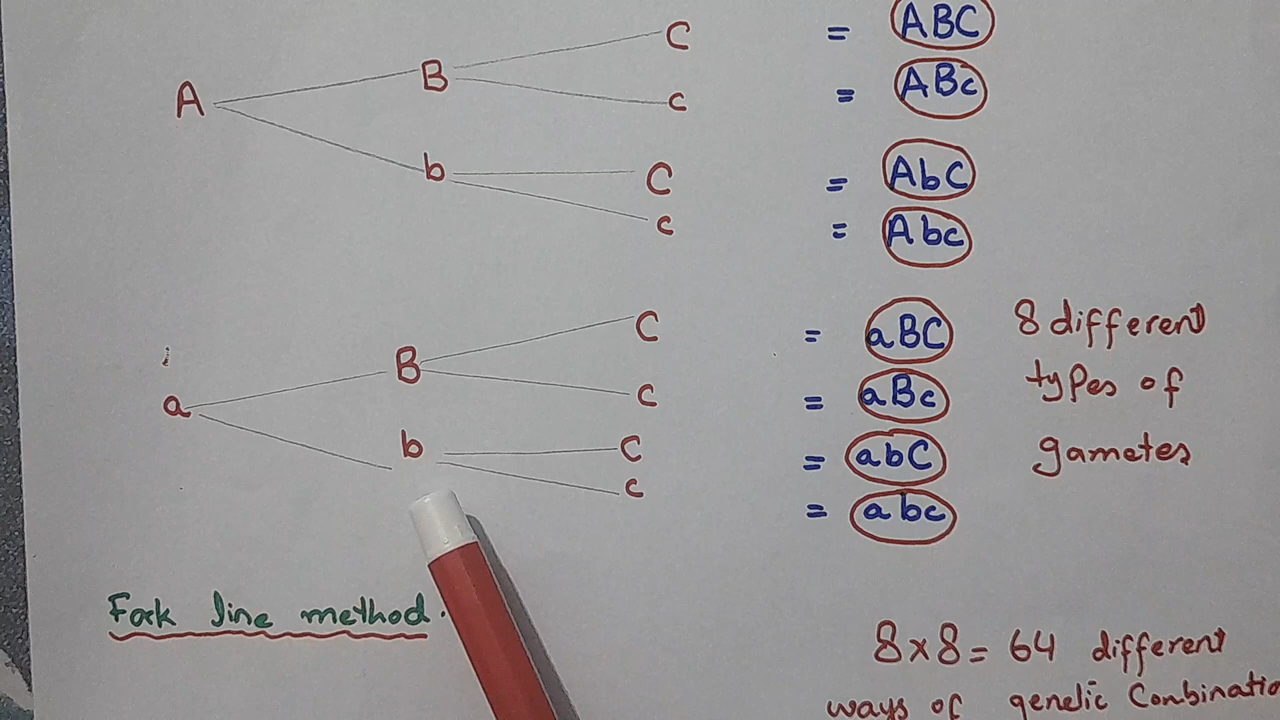 C = ABC
A B c = ABc
b C = AbC
c = Abc
C = aBC 8 different
a B c = aBc types of
b C = abC gametes
c = abc
Fork line method.
8x8 = 64 different
ways of genetic Combinatio